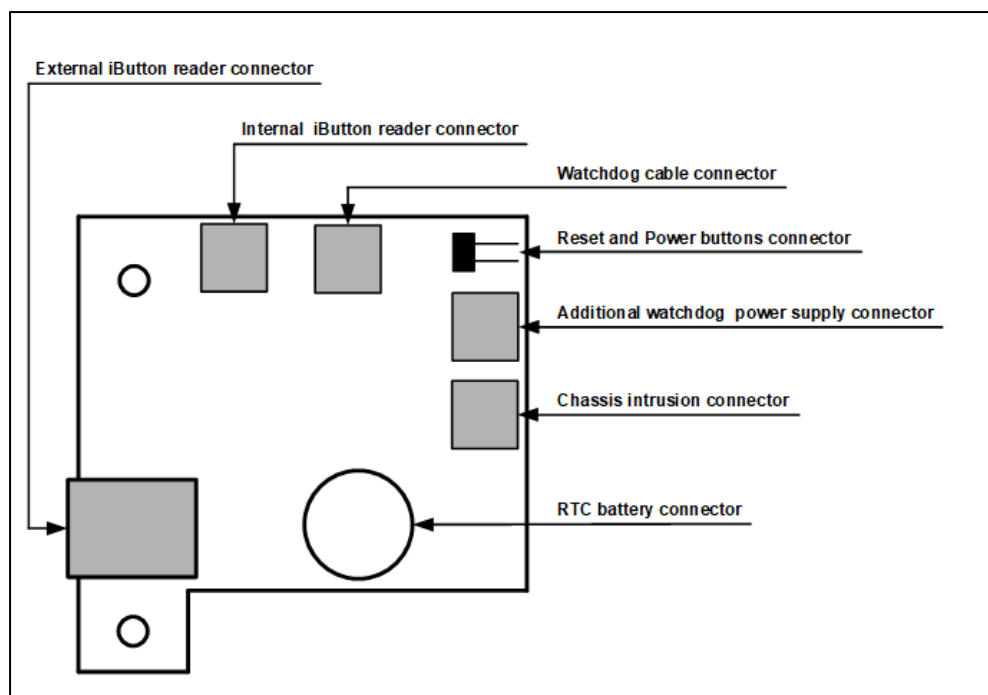 External iButton reader connector
Internal iButton reader connector
Watchdog cable connector
Reset and Power buttons connector
Additional watchdog power supply connector
Chassis intrusion connector
RTC battery connector